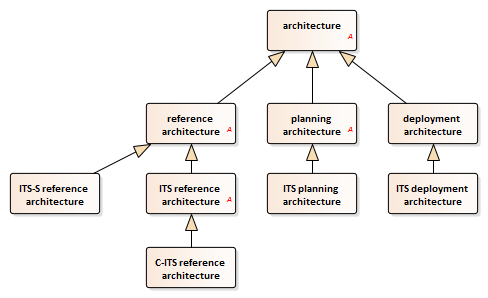 architecture
A
reference
architecture A
planning
architecture A
deployment
architecture
ITS-S reference
architecture
ITS reference
architecture A
ITS planning
architecture
ITS deployment
architecture
C-ITS reference
architecture